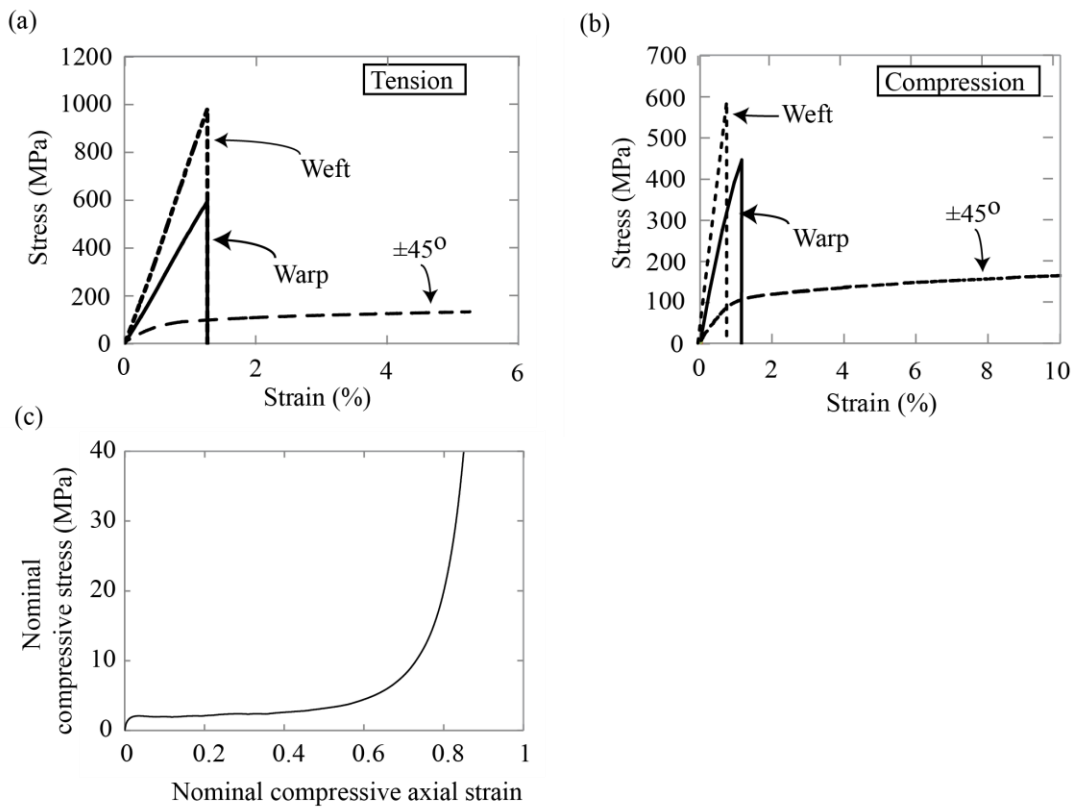 (a)
1200
1000
800
600
400
200
0
Stress (MPa)
Tension
Weft
Warp
±45⁰
0 2 4 6
Strain (%)
(b)
700
600
500
400
300
200
100
0
Stress (MPa)
Compression
Weft
Warp
±45⁰
0 2 4 6 8 10
Strain (%)
(c)
40
30
20
10
0
Nominal
compressive stress (MPa)
0 0.2 0.4 0.6 0.8 1
Nominal compressive axial strain